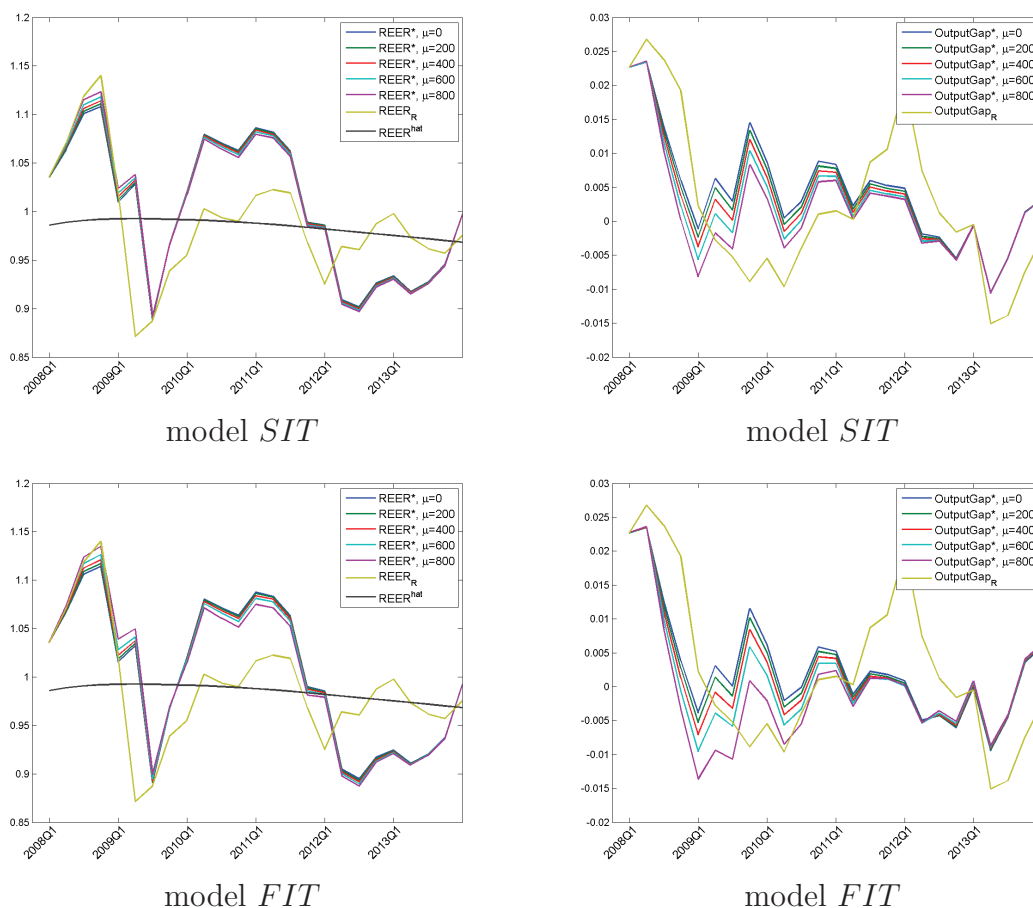 1.2
1.15
1.1
1.05
1
0.95
0.9
0.85
2008Q1
2009Q1
2010Q1
2011Q1
2012Q1
2013Q1
REER*, μ=0
REER*, μ=200
REER*, μ=400
REER*, μ=600
REER*, μ=800
REER_R
REER^hat
model SIT
0.03
0.025
0.02
0.015
0.01
0.005
0
-0.005
-0.01
-0.015
-0.02
2008Q1
2009Q1
2010Q1
2011Q1
2012Q1
2013Q1
OutputGap*, μ=0
OutputGap*, μ=200
OutputGap*, μ=400
OutputGap*, μ=600
OutputGap*, μ=800
OutputGap_R
model SIT
1.2
1.15
1.1
1.05
1
0.95
0.9
0.85
2008Q1
2009Q1
2010Q1
2011Q1
2012Q1
2013Q1
REER*, μ=0
REER*, μ=200
REER*, μ=400
REER*, μ=600
REER*, μ=800
REER_R
REER^hat
model FIT
0.03
0.025
0.02
0.015
0.01
0.005
0
-0.005
-0.01
-0.015
-0.02
2008Q1
2009Q1
2010Q1
2011Q1
2012Q1
2013Q1
OutputGap*, μ=0
OutputGap*, μ=200
OutputGap*, μ=400
OutputGap*, μ=600
OutputGap*, μ=800
OutputGap_R
model FIT